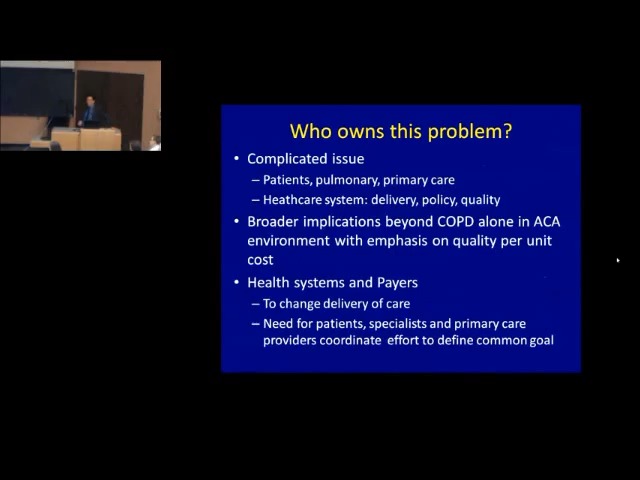 Who owns this problem?
• Complicated issue
– Patients, pulmonary, primary care
– Heathcare system: delivery, policy, quality
• Broader implications beyond COPD alone in ACA
environment with emphasis on quality per unit
cost
• Health systems and Payers
– To change delivery of care
– Need for patients, specialists and primary care
providers coordinate effort to define common goal